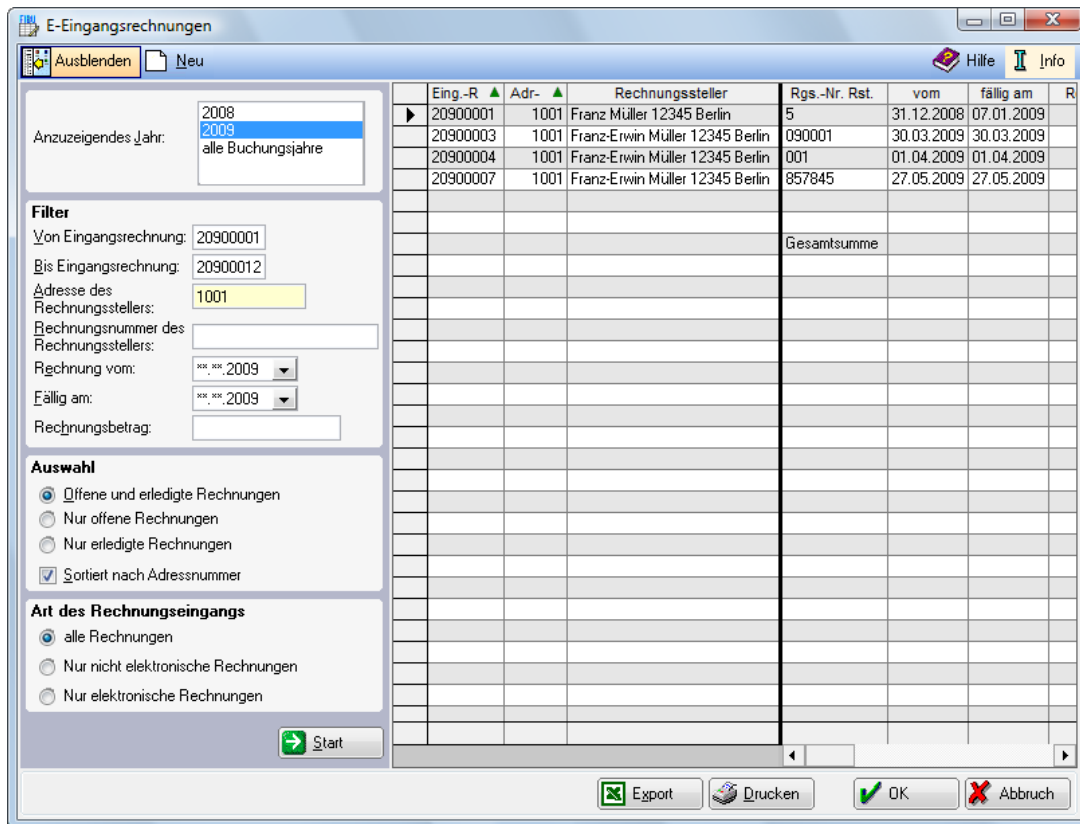 E-Eingangsrechnungen
Ausblenden Neu Hilfe Info
Anzuzeigendes Jahr:
2008
2009
alle Buchungsjahre
Filter
Von Eingangsrechnung: 20900001
Bis Eingangsrechnung: 20900012
Adresse des
Rechnungsstellers:
1001
Rechnungsnummer des
Rechnungsstellers:
Rechnung vom: **.**.2009
Fällig am: **.**.2009
Rechnungsbetrag:
Auswahl
Offene und erledigte Rechnungen
Nur offene Rechnungen
Nur erledigte Rechnungen
Sortiert nach Adressnummer
Art des Rechnungseingangs
alle Rechnungen
Nur nicht elektronische Rechnungen
Nur elektronische Rechnungen
Start
Eing.-R Adr- Rechnungssteller Rgs.-Nr. Rst. vom fällig am R
20900001 1001 Franz Müller 12345 Berlin 5 31.12.2008 07.01.2009
20900003 1001 Franz-Erwin Müller 12345 Berlin 090001 30.03.2009 30.03.2009
20900004 1001 Franz-Erwin Müller 12345 Berlin 001 01.04.2009 01.04.2009
20900007 1001 Franz-Erwin Müller 12345 Berlin 857845 27.05.2009 27.05.2009
Gesamtsumme
Export Drucken OK Abbruch